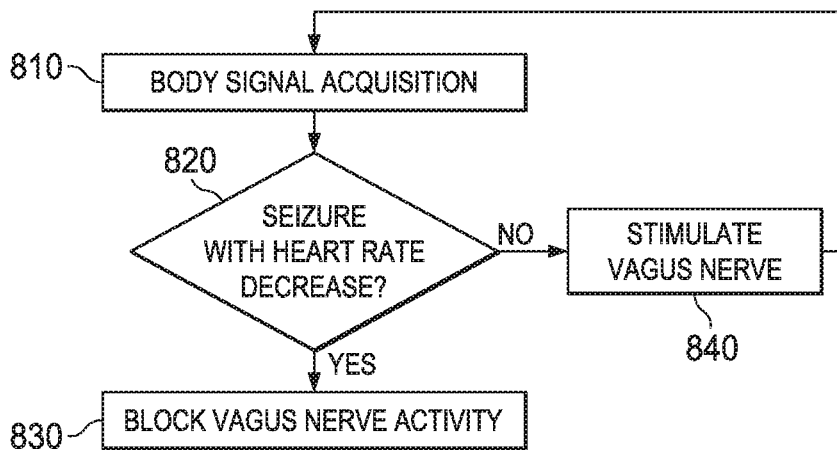 810
BODY SIGNAL ACQUISITION
820
SEIZURE
WITH HEART RATE
DECREASE?
NO
STIMULATE
VAGUS NERVE
840
YES
830
BLOCK VAGUS NERVE ACTIVITY